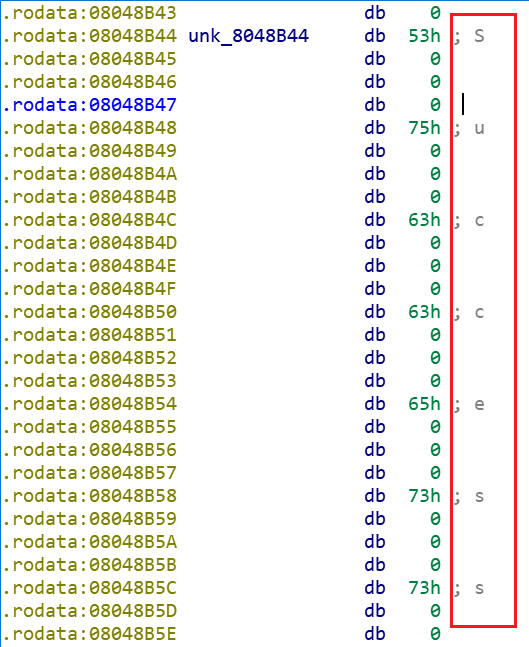 .rodata:08048B43 db 0
.rodata:08048B44 unk_8048B44 db 53h ; S
.rodata:08048B45 db 0
.rodata:08048B46 db 0
.rodata:08048B47 db 0
.rodata:08048B48 db 75h ; u
.rodata:08048B49 db 0
.rodata:08048B4A db 0
.rodata:08048B4B db 0
.rodata:08048B4C db 63h ; c
.rodata:08048B4D db 0
.rodata:08048B4E db 0
.rodata:08048B4F db 0
.rodata:08048B50 db 63h ; c
.rodata:08048B51 db 0
.rodata:08048B52 db 0
.rodata:08048B53 db 0
.rodata:08048B54 db 65h ; e
.rodata:08048B55 db 0
.rodata:08048B56 db 0
.rodata:08048B57 db 0
.rodata:08048B58 db 73h ; s
.rodata:08048B59 db 0
.rodata:08048B5A db 0
.rodata:08048B5B db 0
.rodata:08048B5C db 73h ; s
.rodata:08048B5D db 0
.rodata:08048B5E db 0